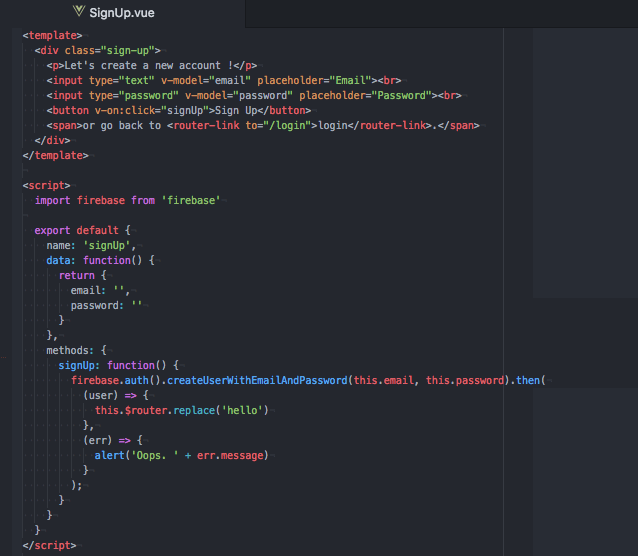 SignUp.vue
<template>
  <div class="sign-up">
    <p>Let's create a new account !</p>
    <input type="text" v-model="email" placeholder="Email"><br>
    <input type="password" v-model="password" placeholder="Password"><br>
    <button v-on:click="signUp">Sign Up</button>
    <span>or go back to <router-link to="/login">login</router-link>.</span>
  </div>
</template>

<script>
  import firebase from 'firebase'

  export default {
    name: 'signUp',
    data: function() {
      return {
        email: '',
        password: ''
      }
    },
    methods: {
      signUp: function() {
        firebase.auth().createUserWithEmailAndPassword(this.email, this.password).then(
          (user) => {
            this.$router.replace('hello')
          },
          (err) => {
            alert('Oops. ' + err.message)
          }
        );
      }
    }
  }
</script>